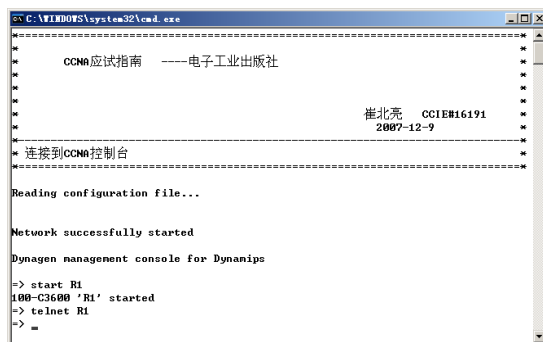 C:\WINDOWS\system32\cmd.exe
*===============================================================*
* *
* CCNA应试指南 ----电子工业出版社 *
* *
* *
* *
* 崔北亮 CCIE#16191 *
* 2007-12-9 *
*---------------------------------------------------------------*
* 连接到CCNA控制台 *
*===============================================================*
Reading configuration file...
Network successfully started
Dynagen management console for Dynamips
=> start R1
100-C3600 'R1' started
=> telnet R1
=> _